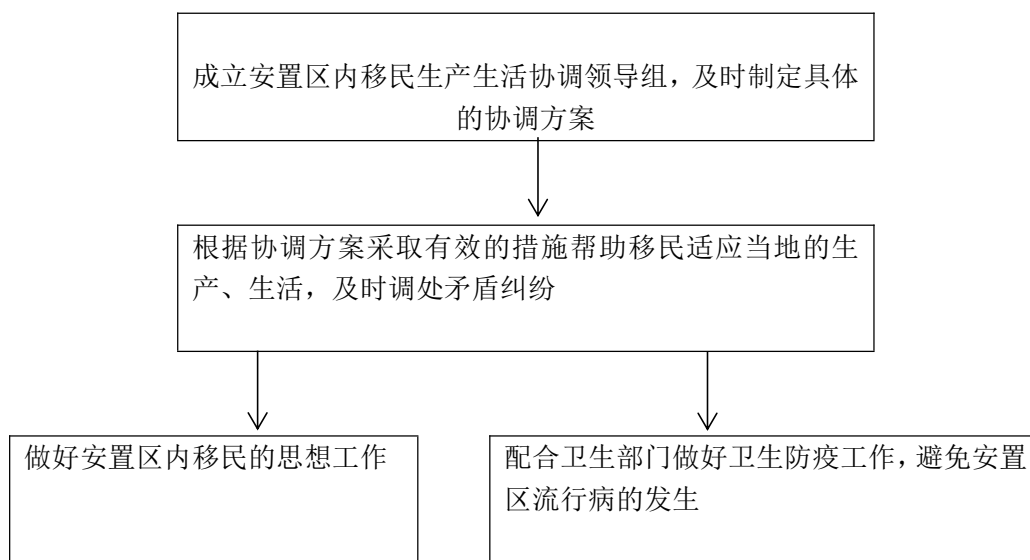 成立安置区内移民生产生活协调领导组，及时制定具体
的协调方案
根据协调方案采取有效的措施帮助移民适应当地的生
产、生活，及时调处矛盾纠纷
做好安置区内移民的思想工作
配合卫生部门做好卫生防疫工作，避免安置
区流行病的发生